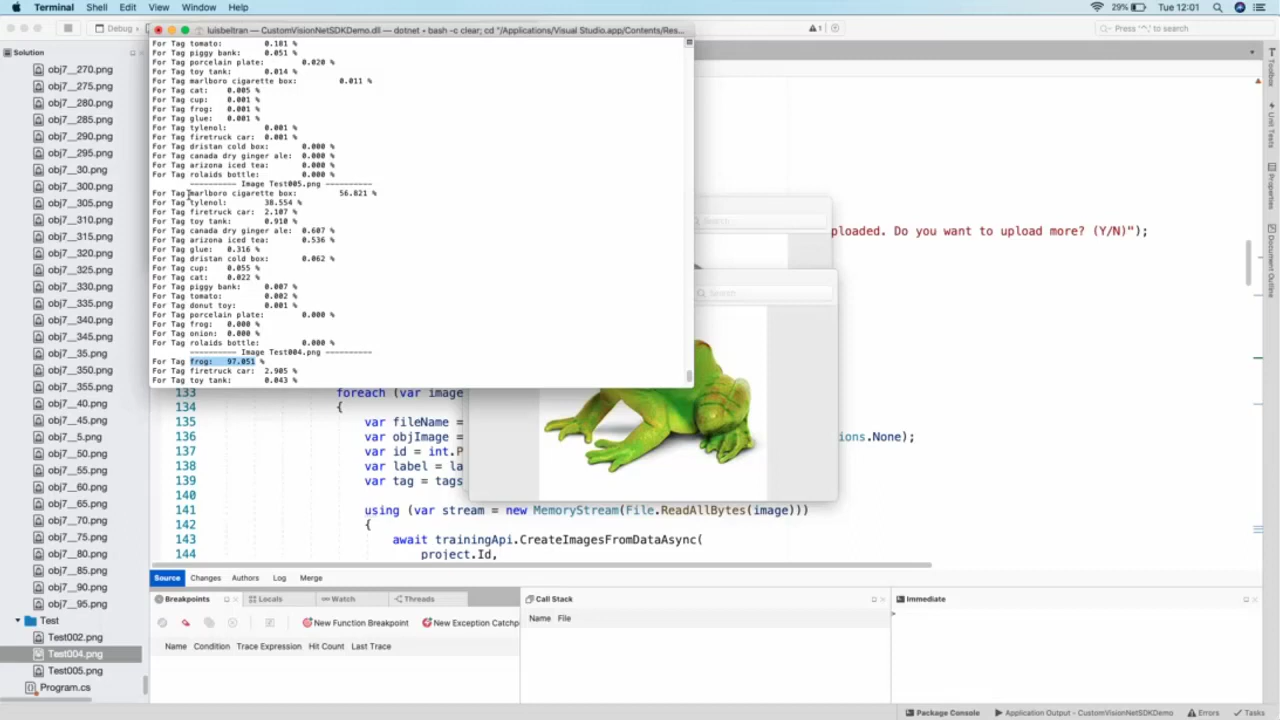 Terminal Shell Edit View Window Help 29% Tue 12:01
Debug luisbeltran — CustomVisionNetSDKDemo.dll — dotnet • bash -c clear; cd "/Applications/Visual Studio.app/Contents/Res... 1 Press '^.' to search
Solution
obj7__270.png
obj7__275.png
obj7__280.png
obj7__285.png
obj7__290.png
obj7__295.png
obj7__30.png
obj7__300.png
obj7__305.png
obj7__310.png
obj7__315.png
obj7__320.png
obj7__325.png
obj7__330.png
obj7__335.png
obj7__340.png
obj7__345.png
obj7__35.png
obj7__350.png
obj7__355.png
obj7__40.png
obj7__45.png
obj7__5.png
obj7__50.png
obj7__55.png
obj7__60.png
obj7__65.png
obj7__70.png
obj7__75.png
obj7__80.png
obj7__85.png
obj7__90.png
obj7__95.png
Test
Test002.png
Test004.png
Test005.png
Program.cs
For Tag tomato: 0.181 %
For Tag piggy bank: 0.051 %
For Tag porcelain plate: 0.020 %
For Tag toy tank: 0.014 %
For Tag marlboro cigarette box: 0.011 %
For Tag cat: 0.005 %
For Tag cup: 0.001 %
For Tag frog: 0.001 %
For Tag glue: 0.001 %
For Tag tylenol: 0.001 %
For Tag firetruck car: 0.001 %
For Tag dristan cold box: 0.000 %
For Tag canada dry ginger ale: 0.000 %
For Tag arizona iced tea: 0.000 %
For Tag rolaids bottle: 0.000 %
---------- Image Test005.png ----------
For Tag marlboro cigarette box: 56.821 %
For Tag tylenol: 38.554 %
For Tag firetruck car: 2.107 %
For Tag toy tank: 0.910 %
For Tag canada dry ginger ale: 0.607 %
For Tag arizona iced tea: 0.536 %
For Tag glue: 0.316 %
For Tag dristan cold box: 0.062 %
For Tag cup: 0.055 %
For Tag cat: 0.022 %
For Tag piggy bank: 0.007 %
For Tag tomato: 0.002 %
For Tag donut toy: 0.001 %
For Tag porcelain plate: 0.000 %
For Tag frog: 0.000 %
For Tag onion: 0.000 %
For Tag rolaids bottle: 0.000 %
---------- Image Test004.png ----------
For Tag frog: 97.051 %
For Tag firetruck car: 2.905 %
For Tag toy tank: 0.043 %
Search
ploaded. Do you want to upload more? (Y/N)");
Search
133 foreach (var image
134 {
135 var fileName =
136 var objImage = ions.None);
137 var id = int.P
138 var label = la
139 var tag = tags
140
141 using (var stream = new MemoryStream(File.ReadAllBytes(image)))
142 {
143 await trainingApi.CreateImagesFromDataAsync(
144 project.Id,
Source Changes Authors Log Merge
Breakpoints Locals Watch Threads
New Function Breakpoint New Exception Catchp
Name Condition Trace Expression Hit Count Last Trace
Call Stack
Name File
Immediate
>
Toolbox
Unit Tests
Properties
Document Outline
Package Console Application Output - CustomVisionNetSDKDemo Errors Tasks